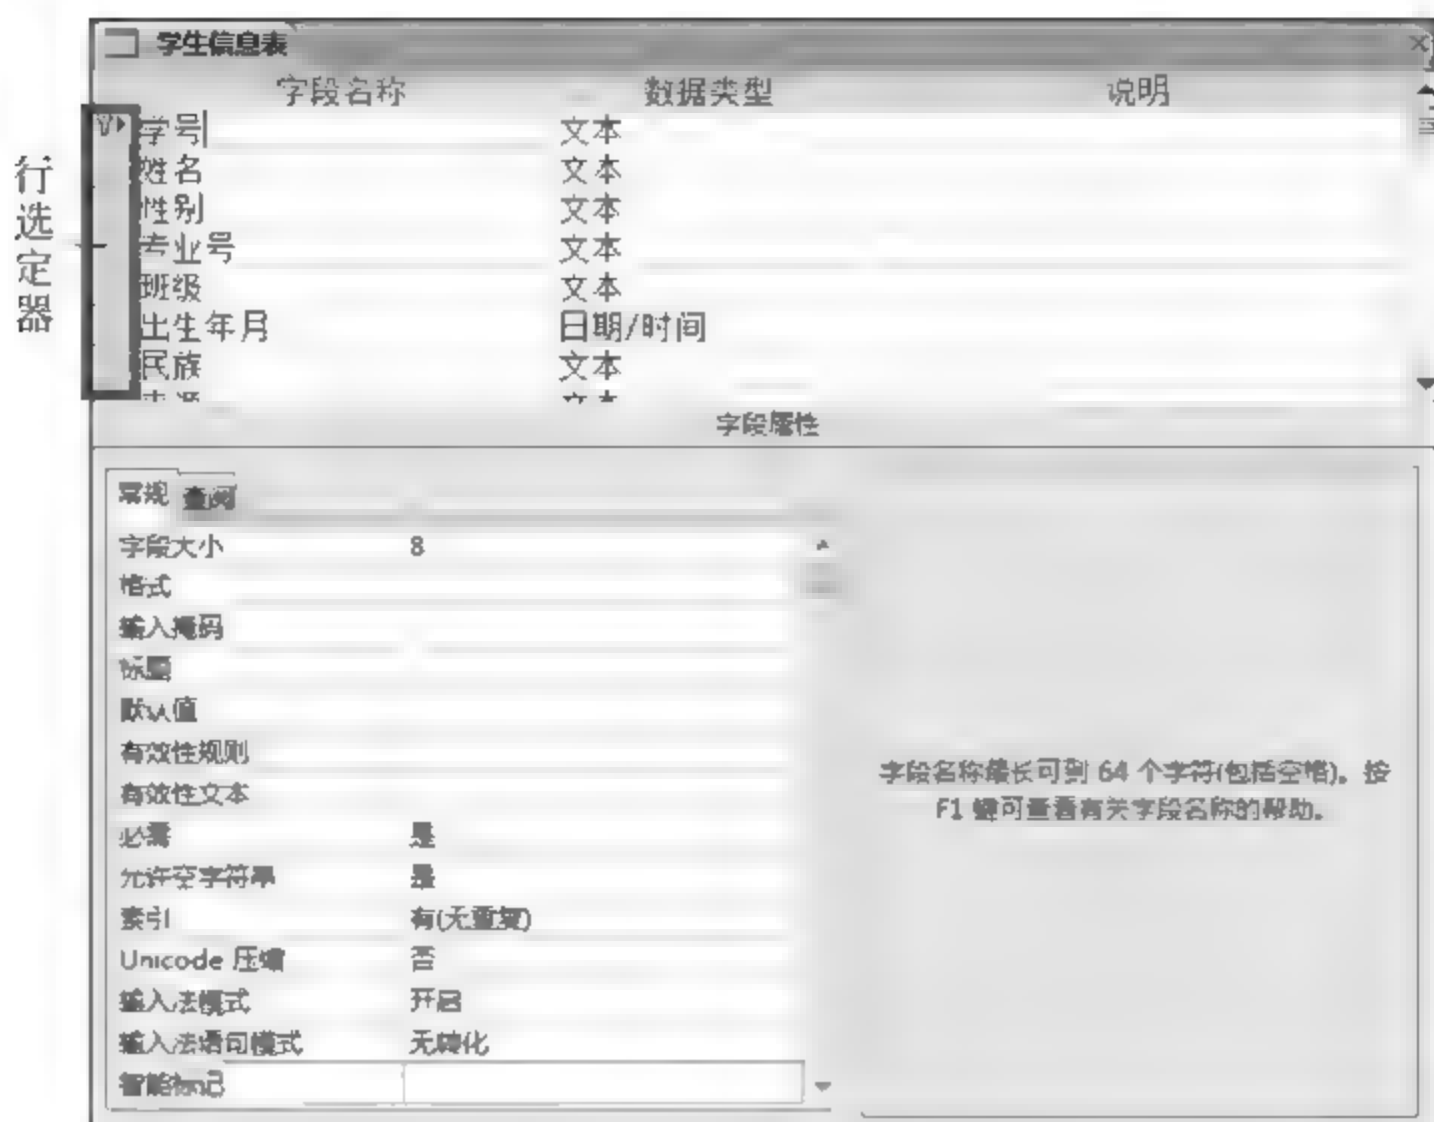 学生信息表
字段名称 数据类型 说明
行选定器
学号 文本
姓名 文本
性别 文本
专业号 文本
班级 文本
出生年月 日期/时间
民族 文本
字段属性
常规 查阅
字段大小 8
格式
输入掩码
标题
默认值
有效性规则
有效性文本
必需 是
允许空字符串 是
索引 有(无重复)
Unicode 压缩 否
输入法模式 开启
输入法语句模式 无转化
智能标记
字段名称最长可到 64 个字符(包括空格)。按
F1 键可查看有关字段名称的帮助。